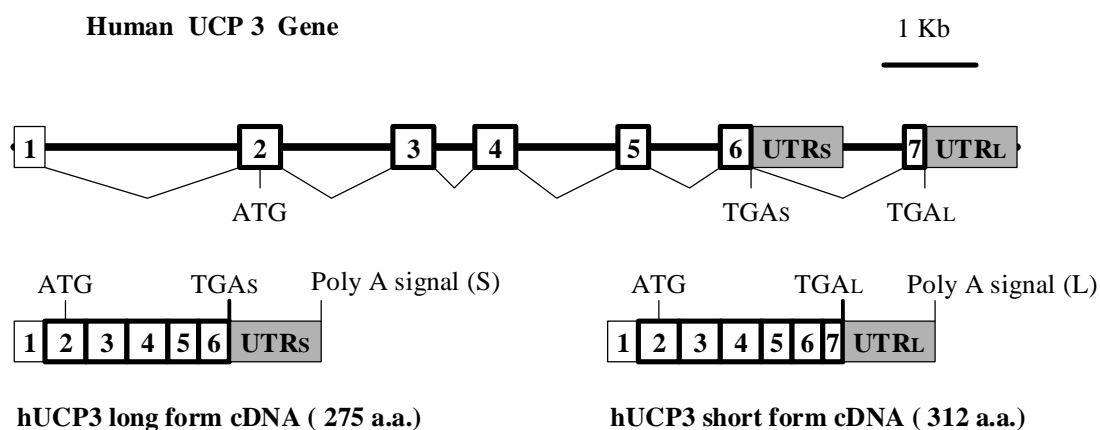 Human UCP 3 Gene
1 Kb
1 2 3 4 5 6 UTRS 7 UTRL
ATG TGAS TGAL
ATG TGAS Poly A signal (S)
1 2 3 4 5 6 UTRS
hUCP3 long form cDNA ( 275 a.a.)
ATG TGAL Poly A signal (L)
1 2 3 4 5 6 7 UTRL
hUCP3 short form cDNA ( 312 a.a.)